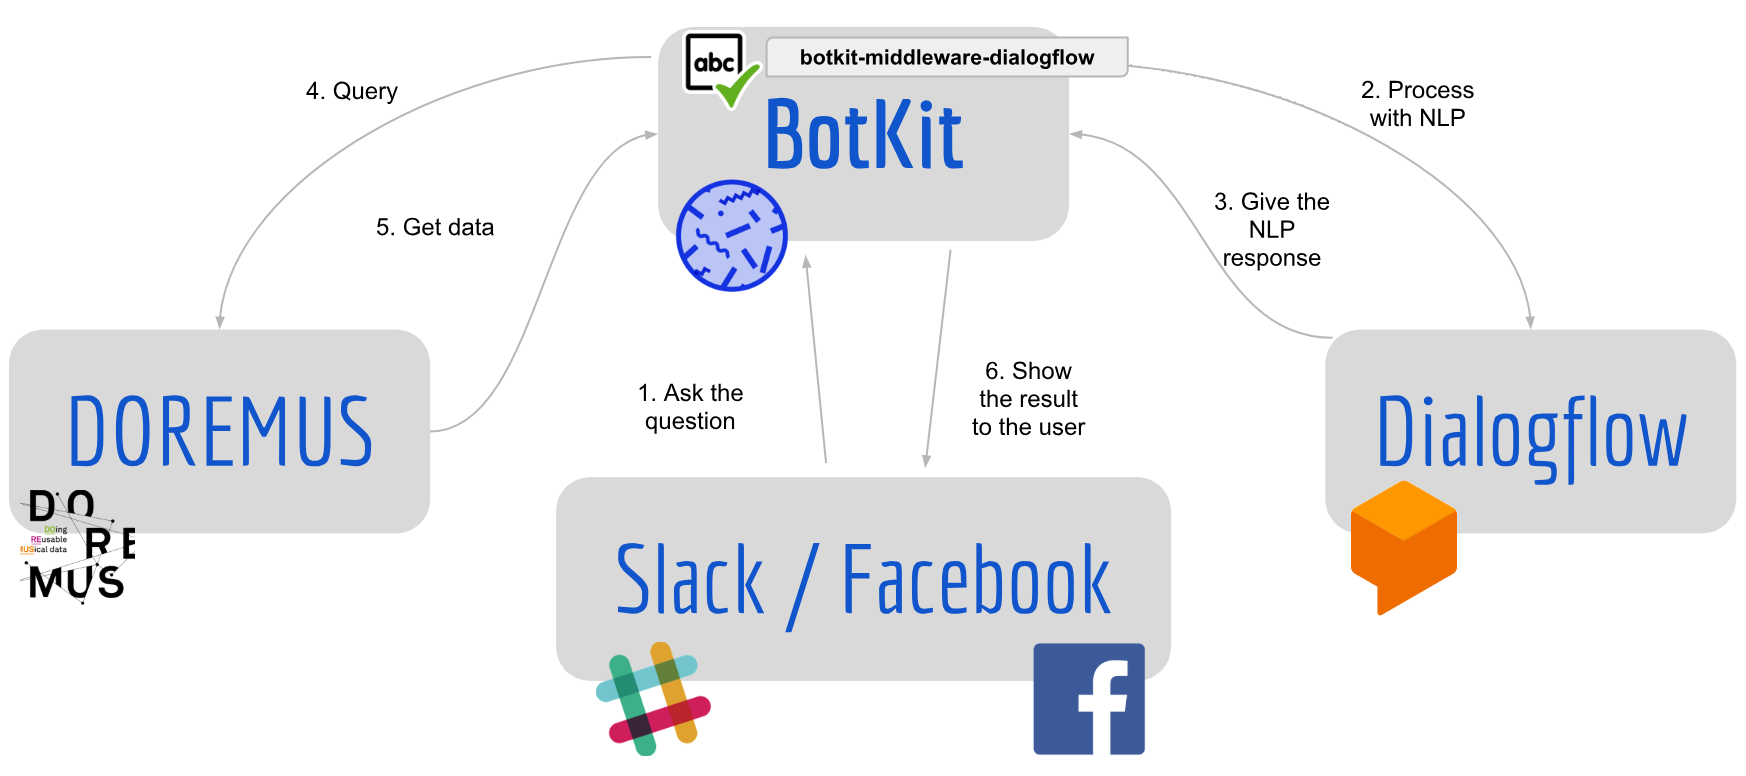 abc
botkit-middleware-dialogflow
BotKit
4. Query
2. Process
with NLP
5. Get data
3. Give the
NLP
response
1. Ask the
question
6. Show
the result
to the user
DOREMUS
DO
DOing
REusable
MUSical data
RE
MUS
Dialogflow
Slack / Facebook
f